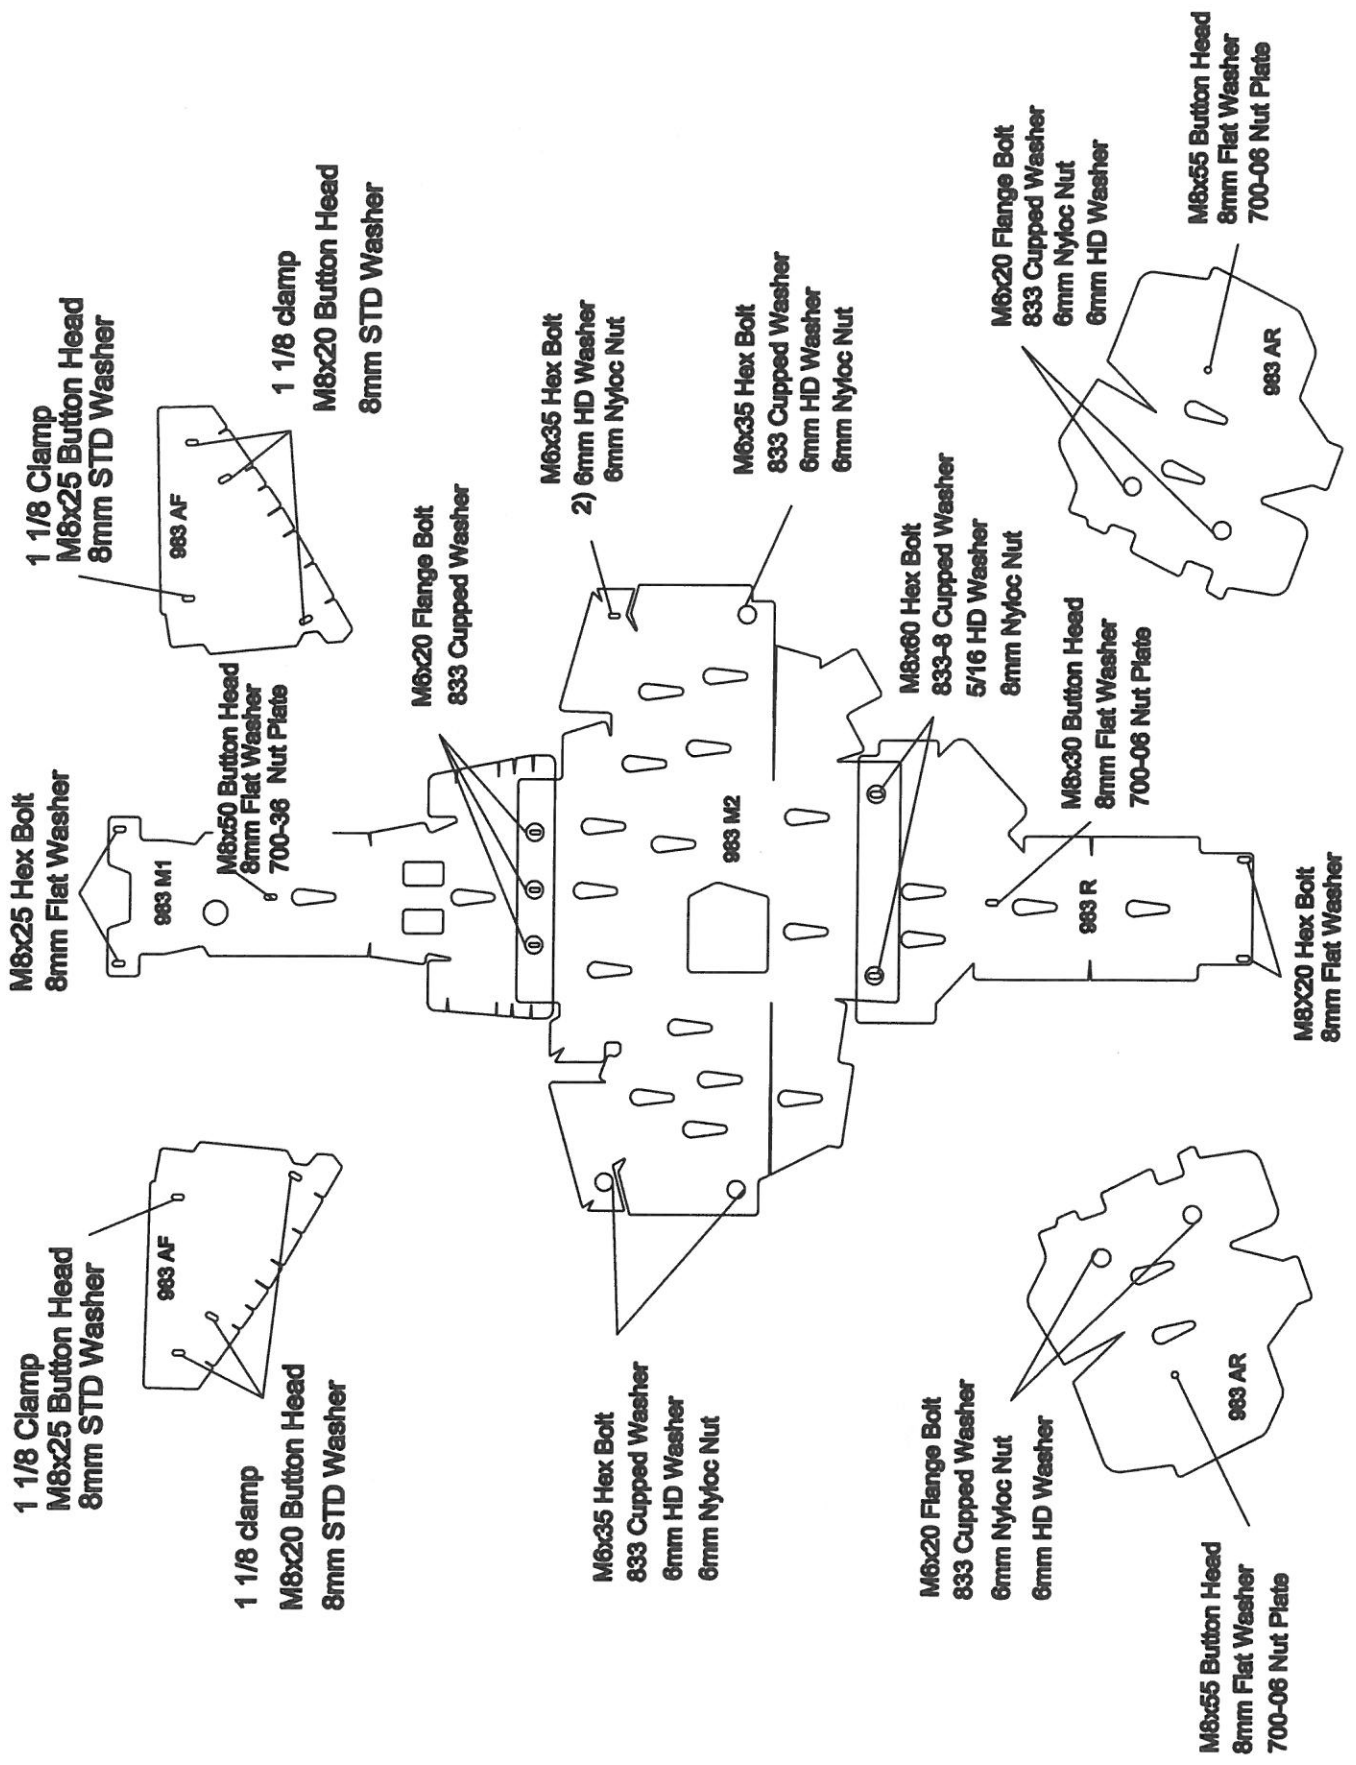 1 1/8 Clamp
M8x25 Button Head
8mm STD Washer
983 AF
1 1/8 clamp
M8x20 Button Head
8mm STD Washer
M8x25 Hex Bolt
8mm Flat Washer
983 M1
M8x50 Button Head
8mm Flat Washer
700-36 Nut Plate
1 1/8 Clamp
M8x25 Button Head
8mm STD Washer
983 AF
1 1/8 clamp
M8x20 Button Head
8mm STD Washer
M6x20 Flange Bolt
833 Cupped Washer
M6x35 Hex Bolt
2) 6mm HD Washer
6mm Nyloc Nut
M6x35 Hex Bolt
833 Cupped Washer
6mm HD Washer
6mm Nyloc Nut
983 M2
M6x35 Hex Bolt
833 Cupped Washer
6mm HD Washer
6mm Nyloc Nut
M8x60 Hex Bolt
833-8 Cupped Washer
5/16 HD Washer
8mm Nyloc Nut
M8x30 Button Head
8mm Flat Washer
700-06 Nut Plate
983 R
M8X20 Hex Bolt
8mm Flat Washer
M6x20 Flange Bolt
833 Cupped Washer
6mm Nyloc Nut
6mm HD Washer
983 AR
M8x55 Button Head
8mm Flat Washer
700-06 Nut Plate
M6x20 Flange Bolt
833 Cupped Washer
6mm Nyloc Nut
6mm HD Washer
983 AR
M8x55 Button Head
8mm Flat Washer
700-06 Nut Plate